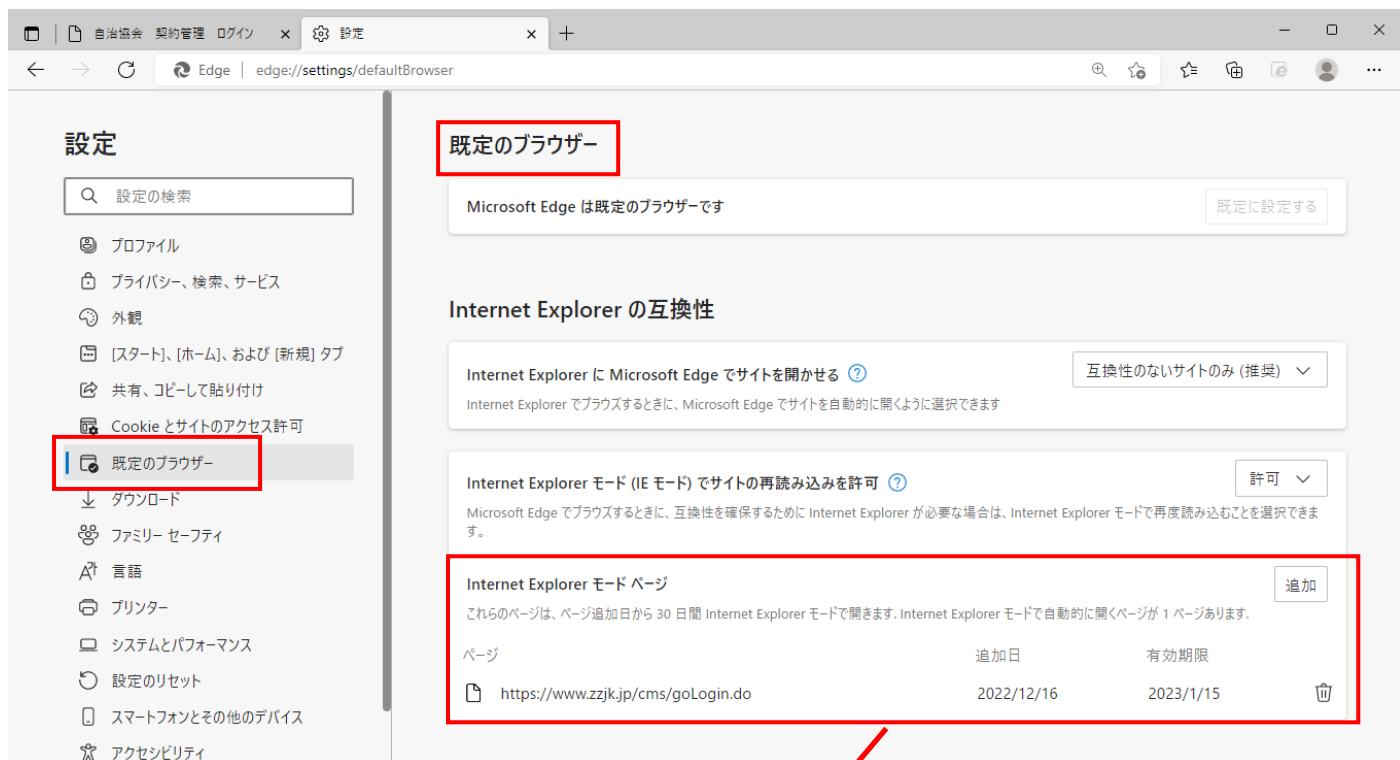 自治協会 契約管理 ログイン
設定
Edge | edge://settings/defaultBrowser
設定
設定の検索
プロファイル
プライバシー、検索、サービス
外観
[スタート]、[ホーム]、および [新規] タブ
共有、コピーして貼り付け
Cookie とサイトのアクセス許可
既定のブラウザー
ダウンロード
ファミリー セーフティ
言語
プリンター
システムとパフォーマンス
設定のリセット
スマートフォンとその他のデバイス
アクセシビリティ
既定のブラウザー
Microsoft Edge は既定のブラウザーです
既定に設定する
Internet Explorer の互換性
Internet Explorer に Microsoft Edge でサイトを開かせる
互換性のないサイトのみ (推奨)
Internet Explorer でブラウズするときに、Microsoft Edge でサイトを自動的に開くように選択できます
Internet Explorer モード (IE モード) でサイトの再読み込みを許可
許可
Microsoft Edge でブラウズするときに、互換性を確保するために Internet Explorer が必要な場合は、Internet Explorer モードで再度読み込むことを選択できま
す。
Internet Explorer モード ページ
追加
これらのページは、ページ追加日から 30 日間 Internet Explorer モードで開きます. Internet Explorer モードで自動的に開くページが 1 ページあります.
ページ 追加日 有効期限
https://www.zzjk.jp/cms/goLogin.do 2022/12/16 2023/1/15